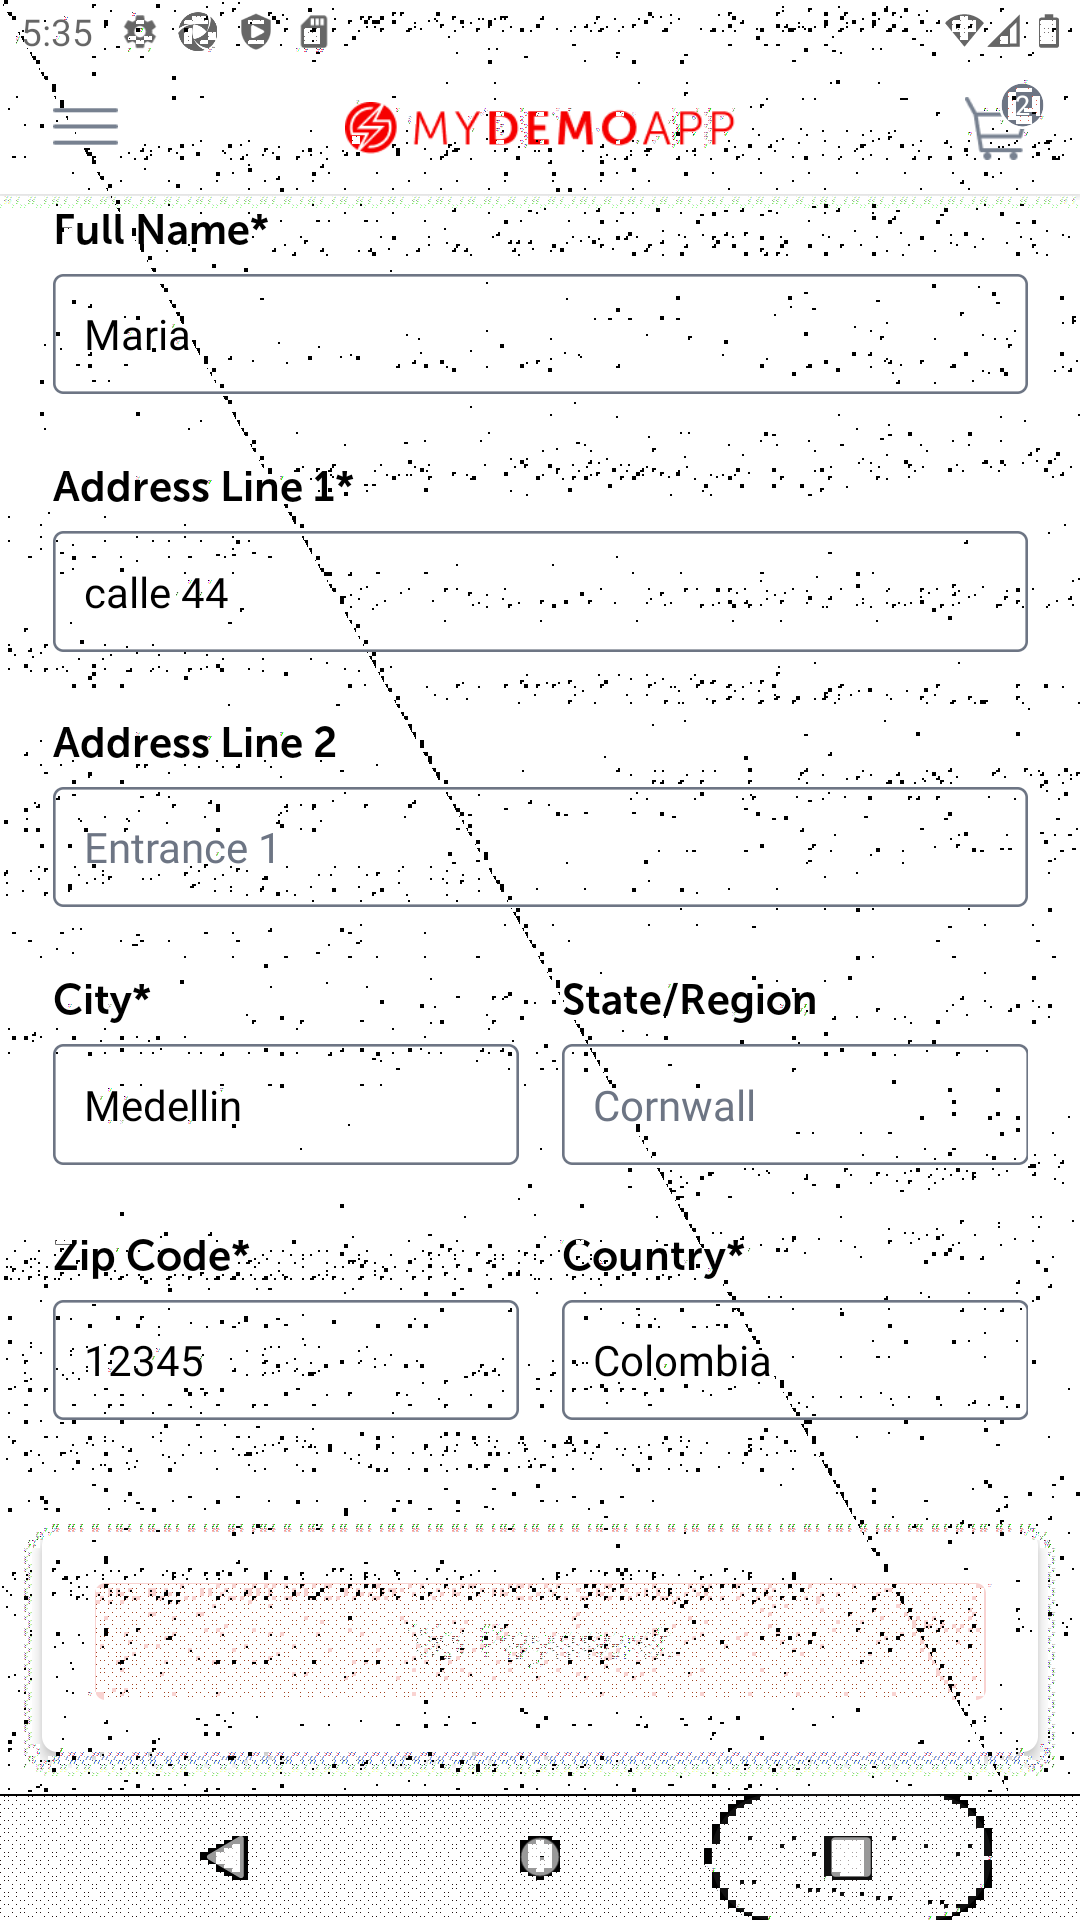 5:35
MYDEMOAPP
2
Full Name*
Maria
Address Line 1*
calle 44
Address Line 2
Entrance 1
City*
State/Region
Medellin
Cornwall
Zip Code*
Country*
12345
Colombia